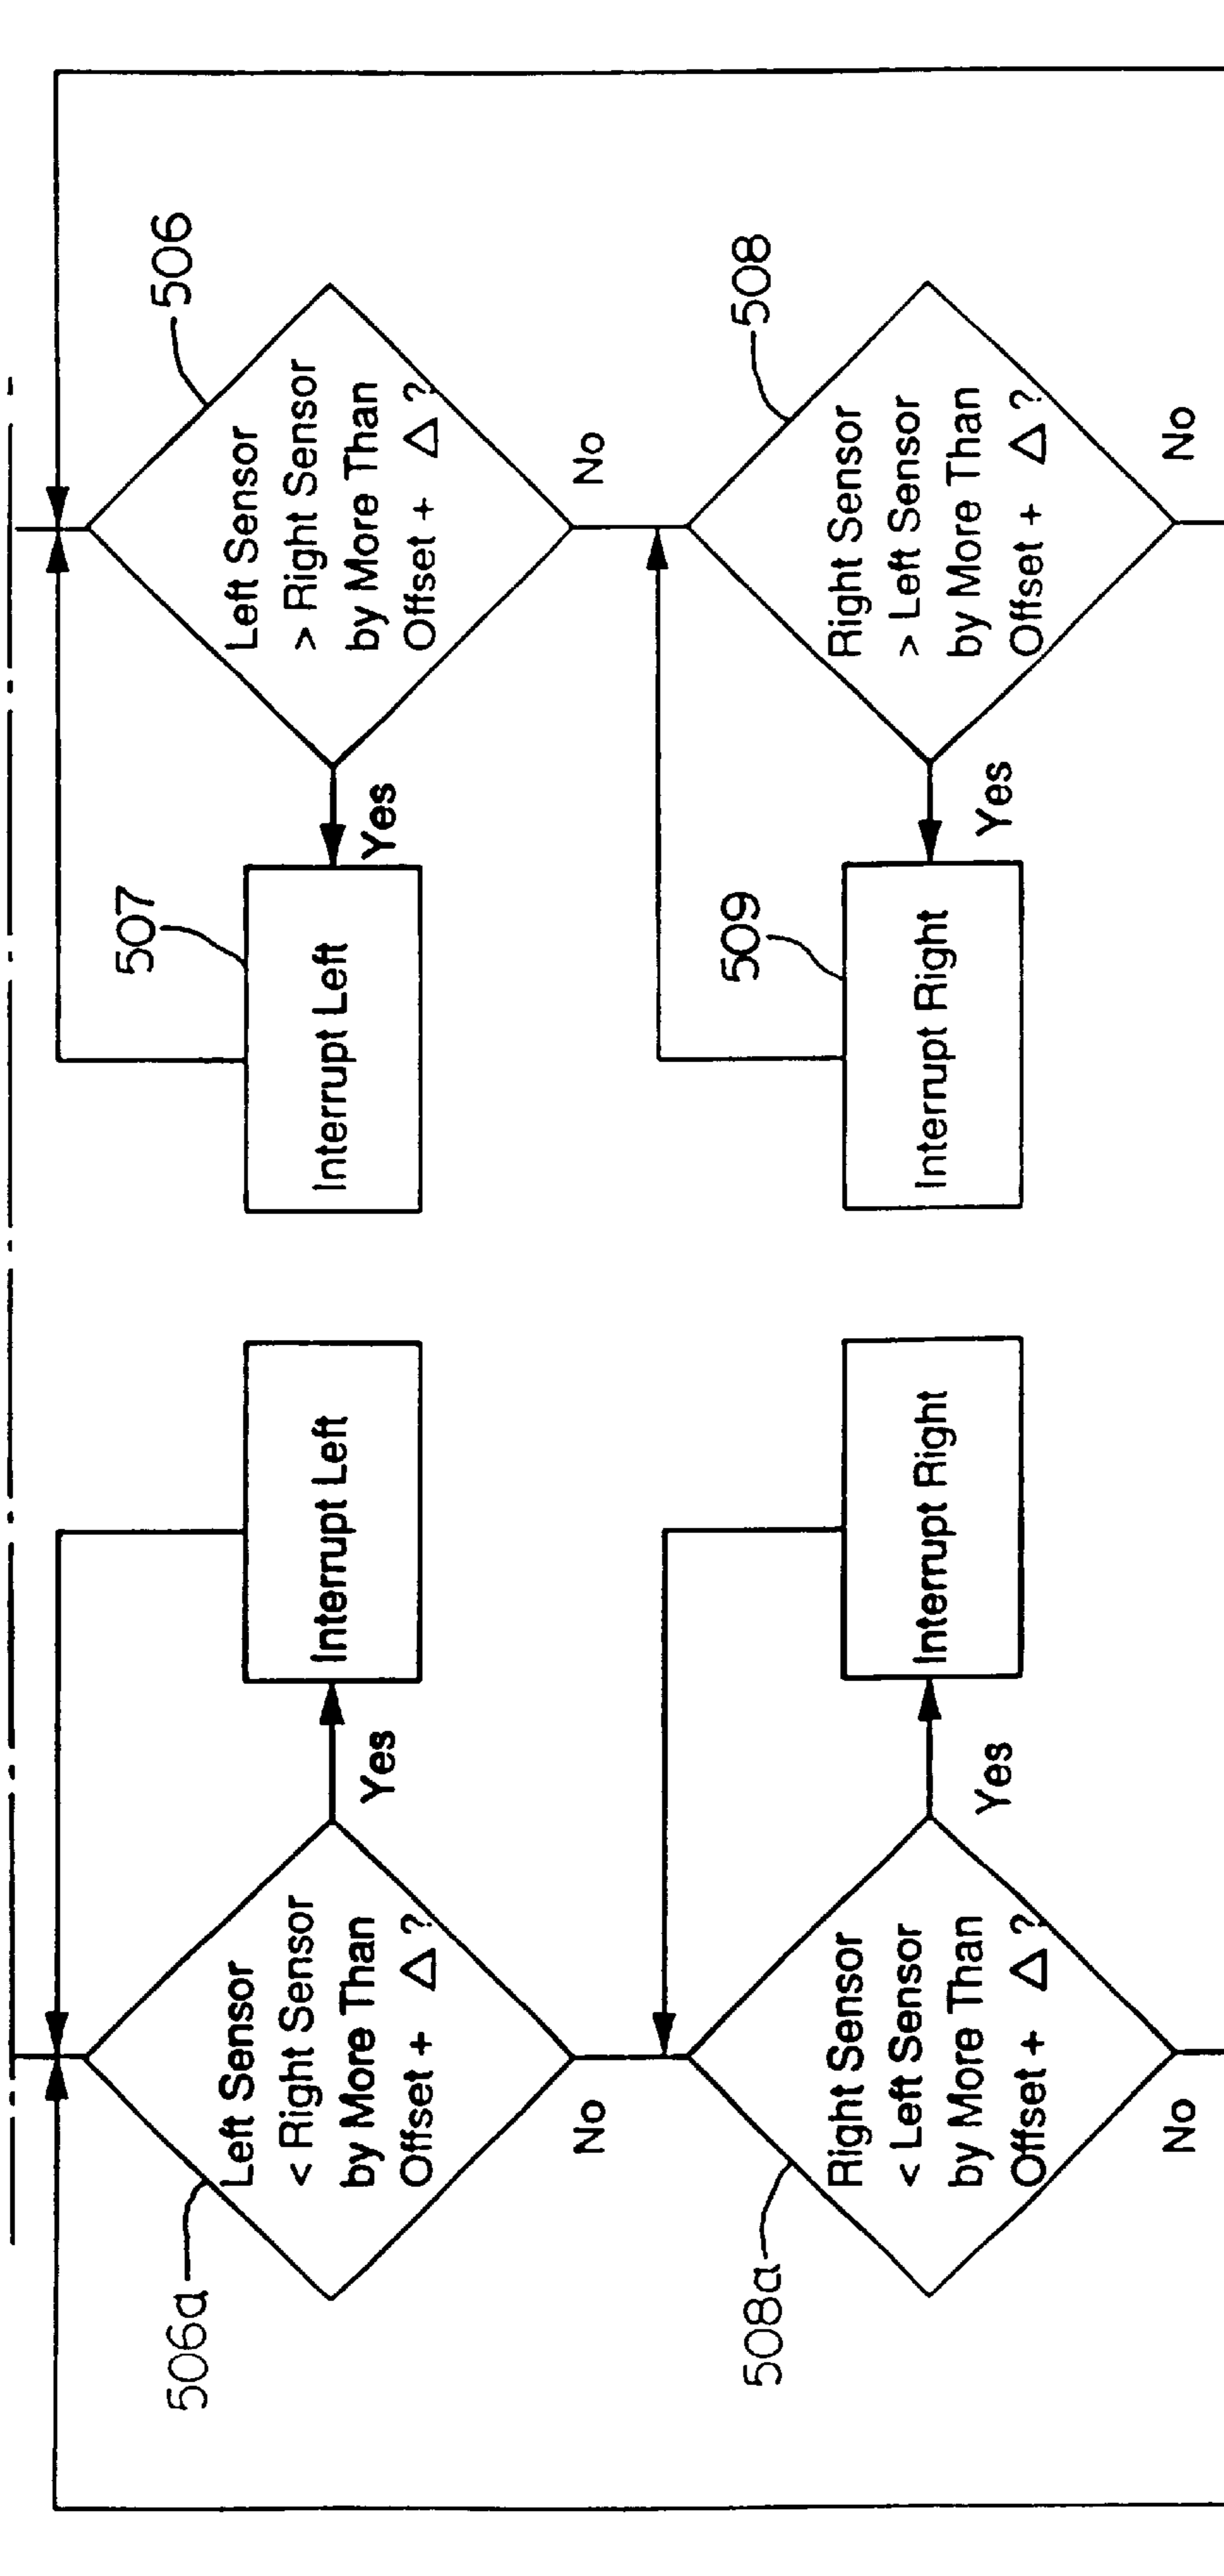 506a
Left Sensor
< Right Sensor
by More Than
Offset + Δ ?
Yes
No
Interrupt Left
507
Interrupt Left
Yes
506
Left Sensor
> Right Sensor
by More Than
Offset + Δ ?
No
508a
Right Sensor
< Left Sensor
by More Than
Offset + Δ ?
Yes
No
Interrupt Right
509
Interrupt Right
Yes
508
Right Sensor
> Left Sensor
by More Than
Offset + Δ ?
No